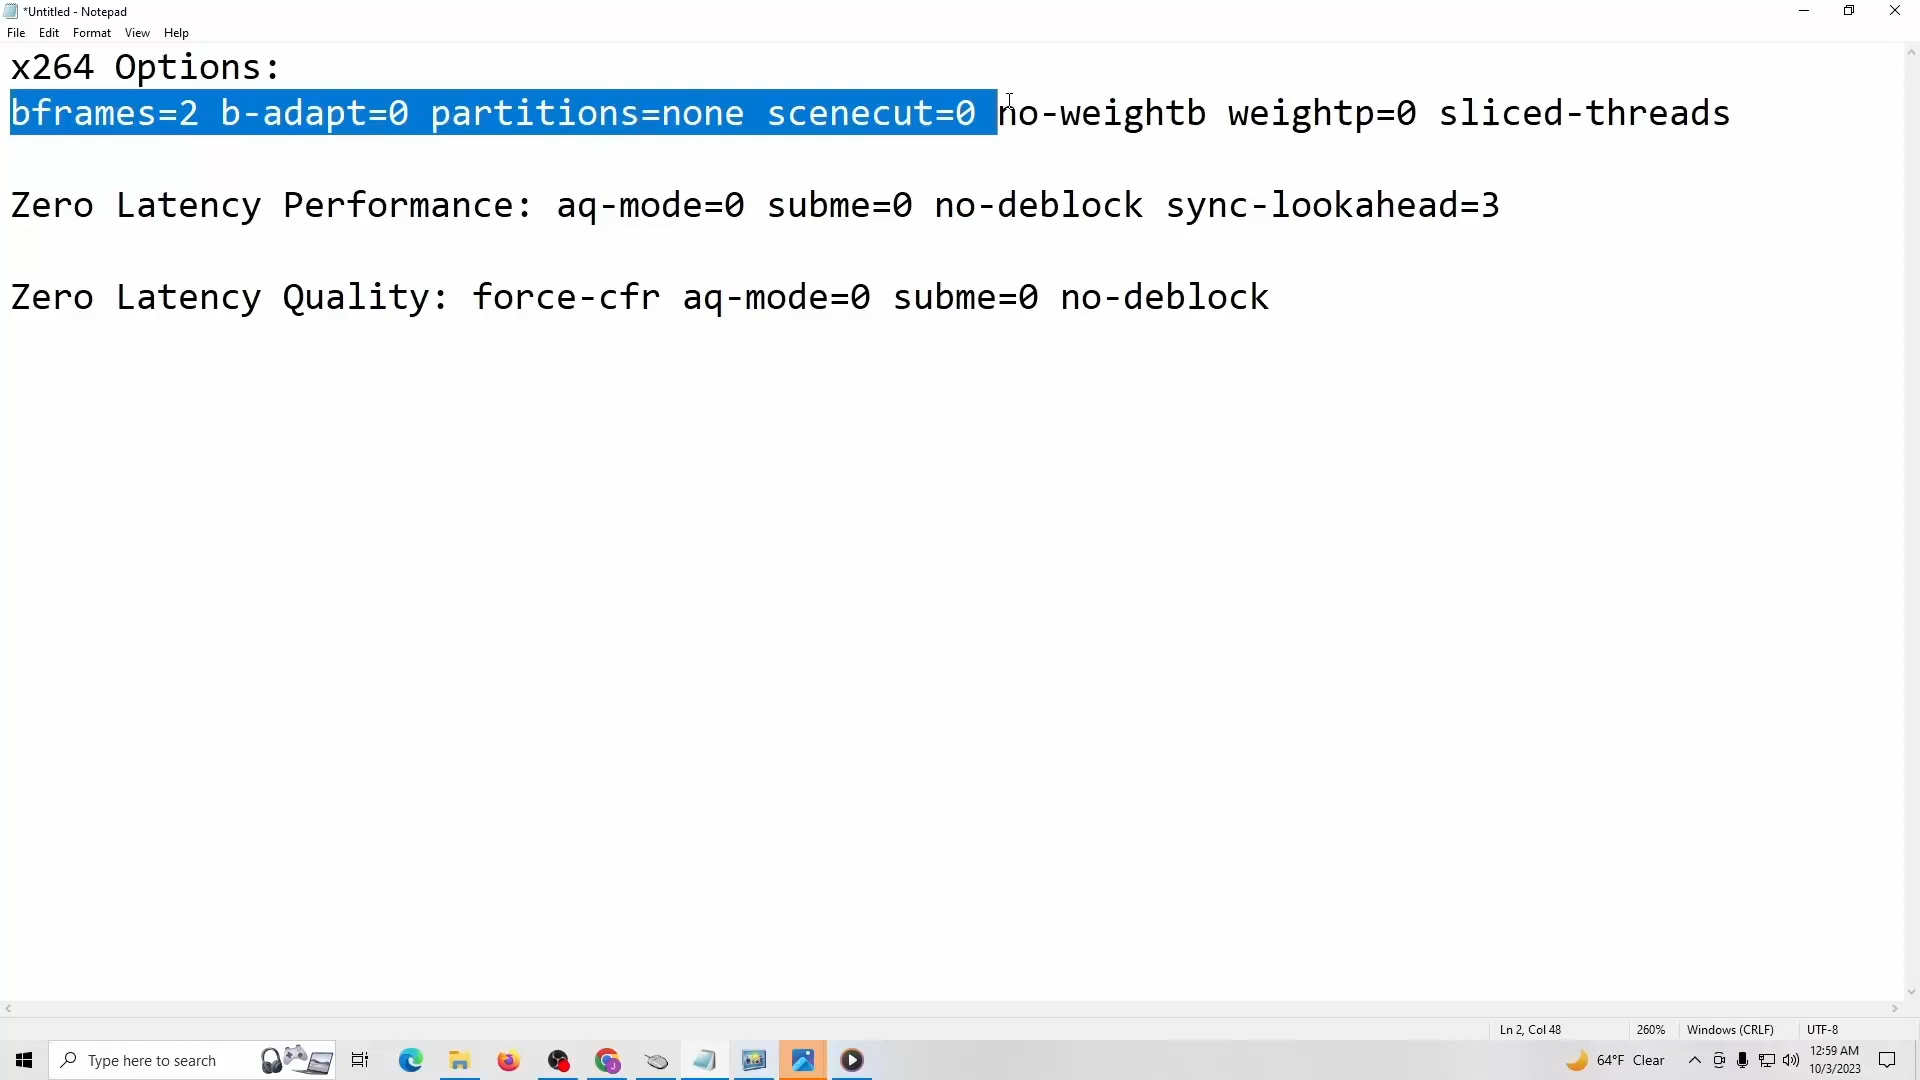 *Untitled - Notepad
File Edit Format View Help
x264 Options:
bframes=2 b-adapt=0 partitions=none scenecut=0 no-weightb weightp=0 sliced-threads
Zero Latency Performance: aq-mode=0 subme=0 no-deblock sync-lookahead=3
Zero Latency Quality: force-cfr aq-mode=0 subme=0 no-deblock
Ln 2, Col 48 260% Windows (CRLF) UTF-8
Type here to search 64°F Clear 12:59 AM
10/3/2023